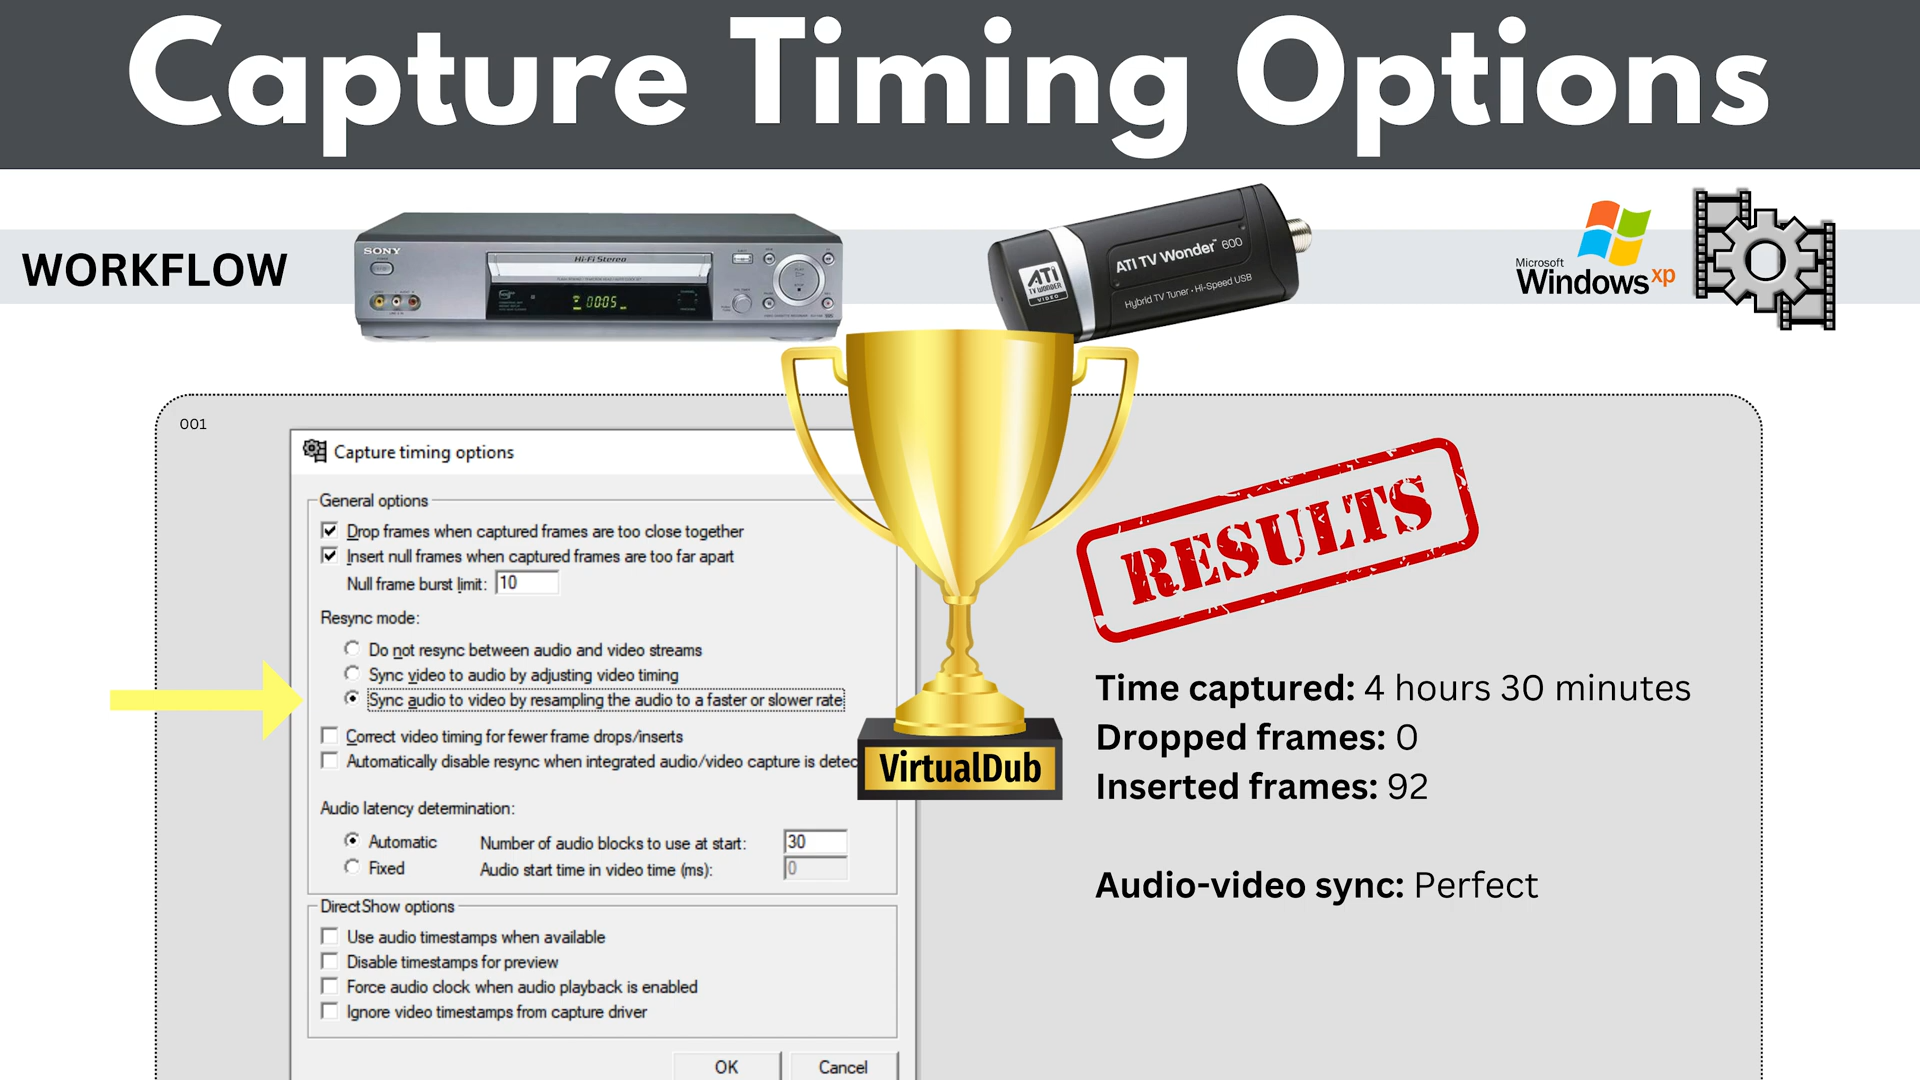 Capture Timing Options
WORKFLOW
SONY
Hi-Fi Stereo
0005
ATI
TV WONDER
VIDEO
ATI TV Wonder™ 600
Hybrid TV Tuner • Hi-Speed USB
Microsoft
Windows xp
001
Capture timing options
General options
Drop frames when captured frames are too close together
Insert null frames when captured frames are too far apart
Null frame burst limit: 10
Resync mode:
Do not resync between audio and video streams
Sync video to audio by adjusting video timing
Sync audio to video by resampling the audio to a faster or slower rate
Correct video timing for fewer frame drops/inserts
Automatically disable resync when integrated audio/video capture is detec
Audio latency determination:
Automatic Number of audio blocks to use at start: 30
Fixed Audio start time in video time (ms): 0
DirectShow options
Use audio timestamps when available
Disable timestamps for preview
Force audio clock when audio playback is enabled
Ignore video timestamps from capture driver
OK Cancel
VirtualDub
RESULTS
Time captured: 4 hours 30 minutes
Dropped frames: 0
Inserted frames: 92
Audio-video sync: Perfect